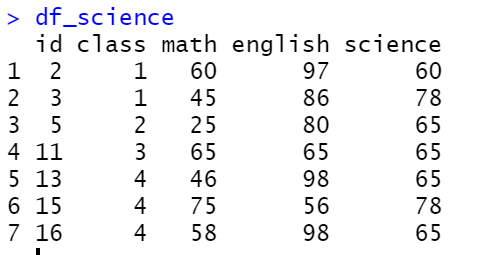 > df_science
id class math english science
1 2 1 60 97 60
2 3 1 45 86 78
3 5 2 25 80 65
4 11 3 65 65 65
5 13 4 46 98 65
6 15 4 75 56 78
7 16 4 58 98 65